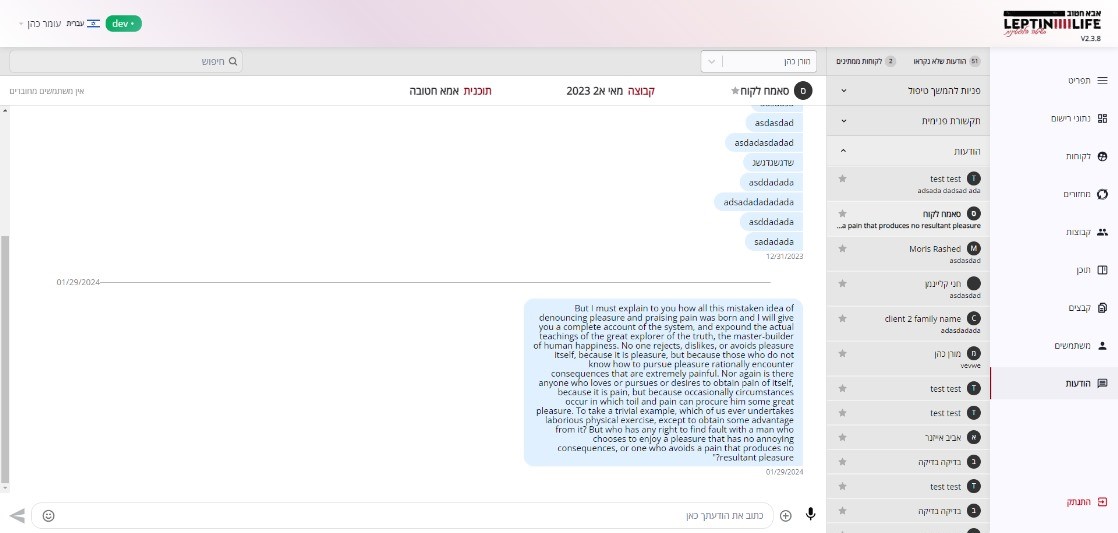 אבא חטוב
LEPTIN LIFE
V2.3.8
dev
עברית
עומר כהן
תפריט
נתוני רישום
לקוחות
מחזורים
קבוצות
תוכן
קבצים
משתמשים
הודעות
התנתק
51 הודעות שלא נקראו
2 לקוחות ממתינים
פניות להמשך טיפול
תקשורת פנימית
הודעות
T test test
adsada dadsad ada
ס סאמח לקוח
...a pain that produces no resultant pleasure
M Moris Rashed
asdasdad
חני קליינמן
asdasdad
C client 2 family name
adasdadada
מ מורן כהן
vevwe
T test test
T test test
א אביב אייזנר
ב בדיקה בדיקה
T test test
ב בדיקה בדיקה
מורן כהן
חיפוש
ס סאמח לקוח
קבוצה מאי א2 2023
תוכנית אמא חטובה
אין משתמשים מחוברים
asdasdad
asdadasdadad
שדגשגדגשג
asddadada
adsadadadadada
asddadada
sadadada
12/31/2023
01/29/2024
But I must explain to you how all this mistaken idea of
denouncing pleasure and praising pain was born and I will give
you a complete account of the system, and expound the actual
teachings of the great explorer of the truth, the master-builder
of human happiness. No one rejects, dislikes, or avoids pleasure
itself, because it is pleasure, but because those who do not
know how to pursue pleasure rationally encounter
consequences that are extremely painful. Nor again is there
anyone who loves or pursues or desires to obtain pain of itself,
because it is pain, but because occasionally circumstances
occur in which toil and pain can procure him some great
pleasure. To take a trivial example, which of us ever undertakes
laborious physical exercise, except to obtain some advantage
from it? But who has any right to find fault with a man who
chooses to enjoy a pleasure that has no annoying
consequences, or one who avoids a pain that produces no
"?resultant pleasure
01/29/2024
כתוב את הודעתך כאן